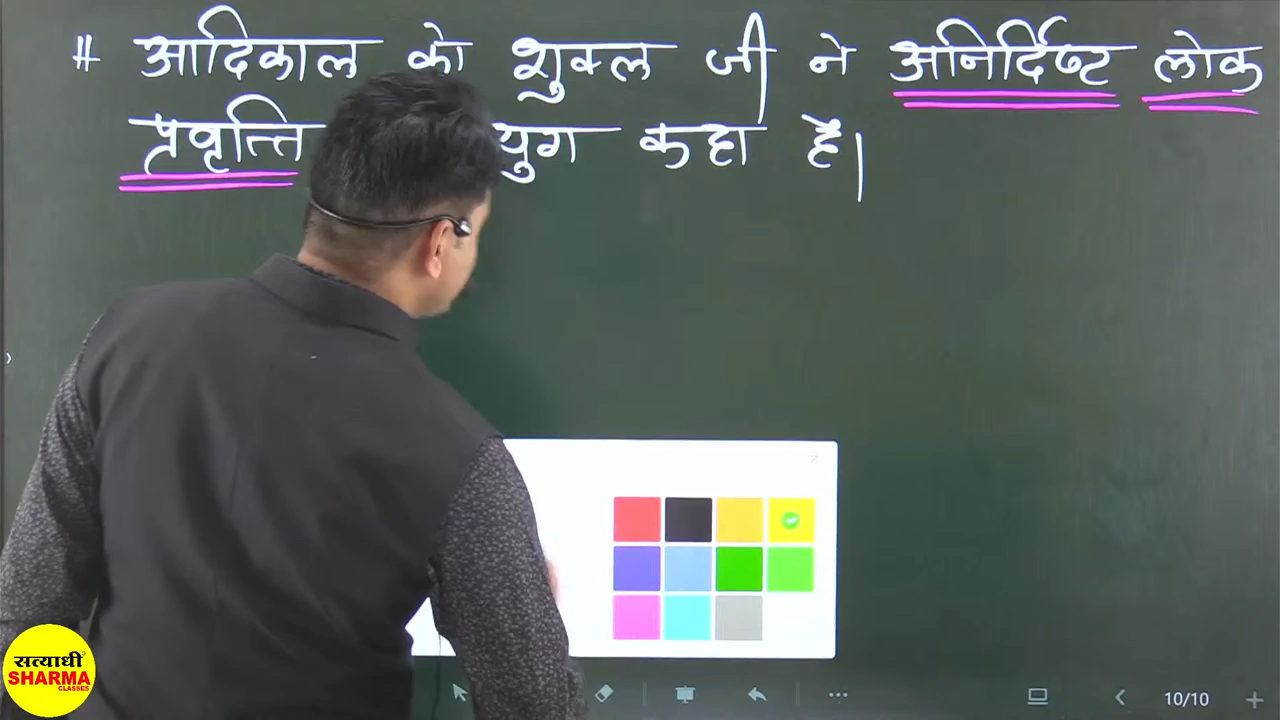 # आदिकाल को शुक्ल जी ने अनिर्दिष्ट लोक
प्रवृत्ति युग कहा है।
सत्यार्थी
SHARMA
CLASSES
10/10